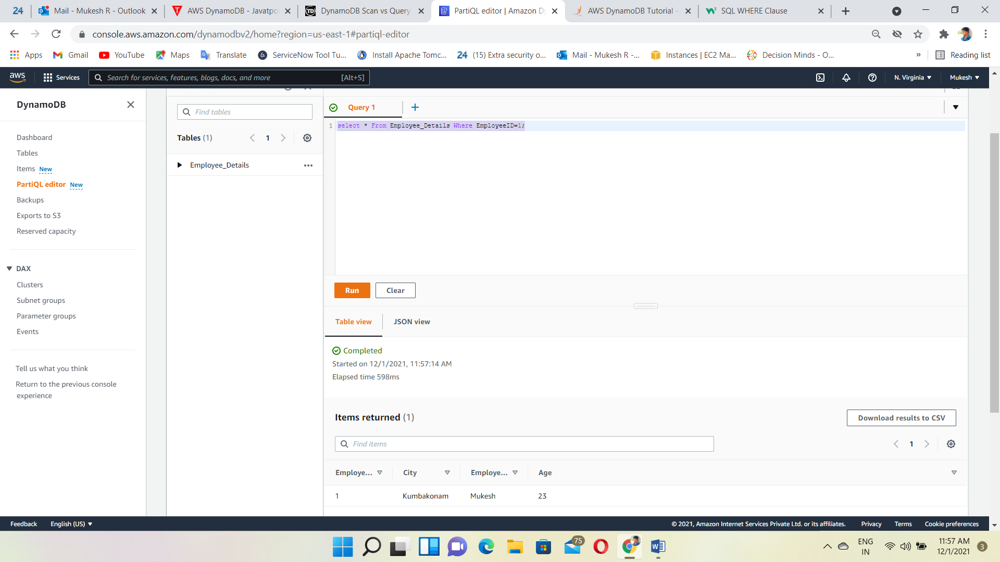 24 Mail - Mukesh R - Outlook AWS DynamoDB - Javatpo TD DynamoDB Scan vs Query PartiQL editor | Amazon Dy AWS DynamoDB Tutorial - SQL WHERE Clause
console.aws.amazon.com/dynamodbv2/home?region=us-east-1#partiql-editor
Apps Gmail YouTube Maps Translate ServiceNow Tool Tu... Install Apache Tomc... 24 (15) Extra security o... Mail - Mukesh R -... Instances | EC2 Ma... Decision Minds - O... » Reading list
aws Services Search for services, features, blogs, docs, and more [Alt+S] N. Virginia Mukesh
DynamoDB
Dashboard
Tables
Items New
PartiQL editor New
Backups
Exports to S3
Reserved capacity
DAX
Clusters
Subnet groups
Parameter groups
Events
Tell us what you think
Return to the previous console
experience
Find tables
Tables (1) 1
Employee_Details
Query 1
1 select * From Employee_Details Where EmployeeID=1;
Run Clear
Table view JSON view
Completed
Started on 12/1/2021, 11:57:14 AM
Elapsed time 598ms
Items returned (1)
Download results to CSV
Find items
1
Employe... City Employe... Age
1 Kumbakonam Mukesh 23
Feedback English (US) © 2021, Amazon Internet Services Private Ltd. or its affiliates. Privacy Terms Cookie preferences
75
ENG
IN
11:57 AM
12/1/2021
3